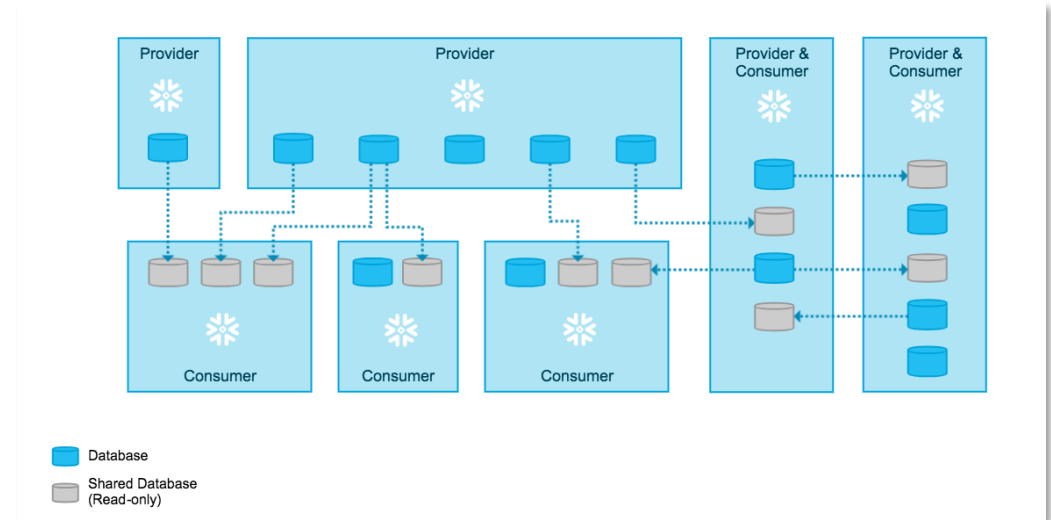 Provider
Provider
Provider &
Consumer
Provider &
Consumer
Consumer
Consumer
Consumer
Database
Shared Database
(Read-only)